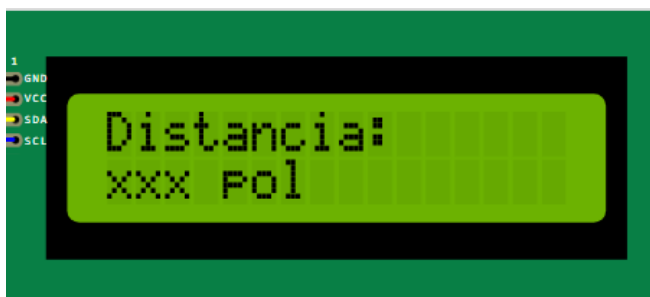 1
GND
VCC
SDA
SCL
Distancia:
xxx pol